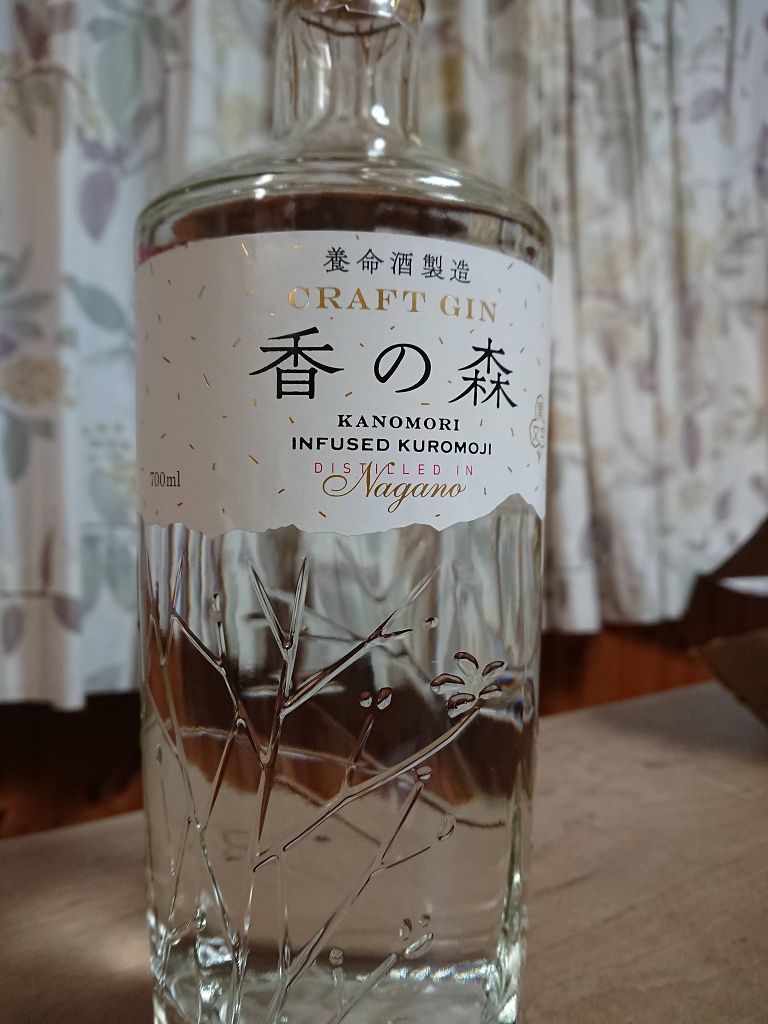 養命酒製造
CRAFT GIN
香の森
KANOMORI
INFUSED KUROMOJI
DISTILLED IN
Nagano
700ml